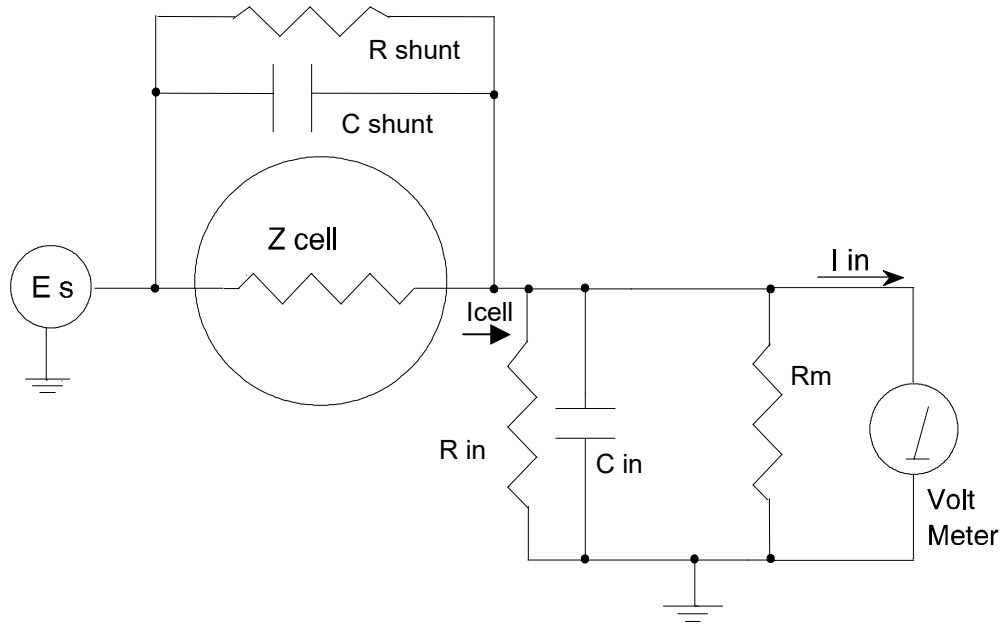 R shunt
C shunt
Z cell
E s
I in
Icell
Rm
R in
C in
Volt
Meter